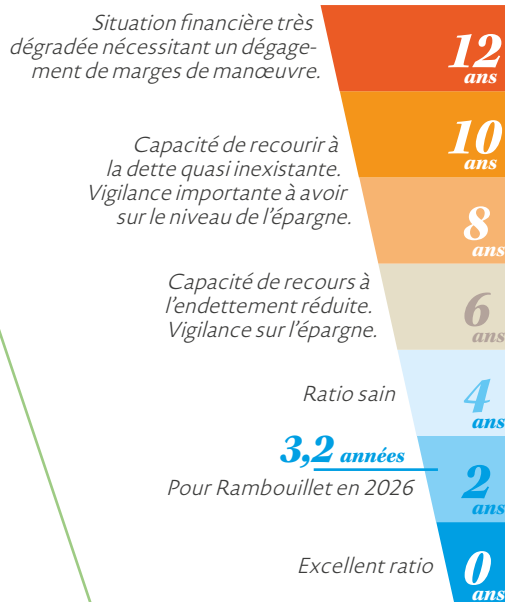 Situation financière très
dégradée nécessitant un dégage-
ment de marges de manœuvre.
12
ans
Capacité de recourir à
la dette quasi inexistante.
Vigilance importante à avoir
sur le niveau de l'épargne.
10
ans
8
ans
Capacité de recours à
l'endettement réduite.
Vigilance sur l'épargne.
6
ans
Ratio sain
4
ans
3,2 années
Pour Rambouillet en 2026
2
ans
Excellent ratio
0
ans